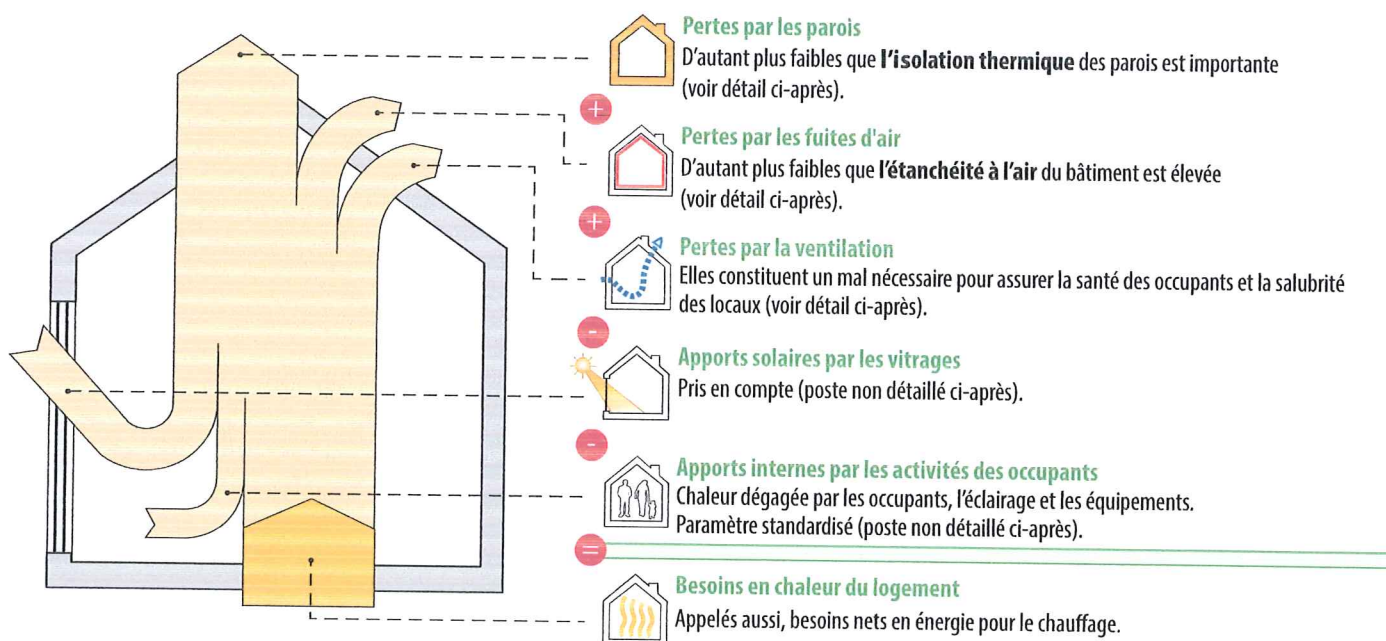 Pertes par les parois
D'autant plus faibles que l'isolation thermique des parois est importante
(voir détail ci-après).
+
Pertes par les fuites d'air
D'autant plus faibles que l'étanchéité à l'air du bâtiment est élevée
(voir détail ci-après).
+
Pertes par la ventilation
Elles constituent un mal nécessaire pour assurer la santé des occupants et la salubrité
des locaux (voir détail ci-après).
-
Apports solaires par les vitrages
Pris en compte (poste non détaillé ci-après).
-
Apports internes par les activités des occupants
Chaleur dégagée par les occupants, l'éclairage et les équipements.
Paramètre standardisé (poste non détaillé ci-après).
=
Besoins en chaleur du logement
Appelés aussi, besoins nets en énergie pour le chauffage.